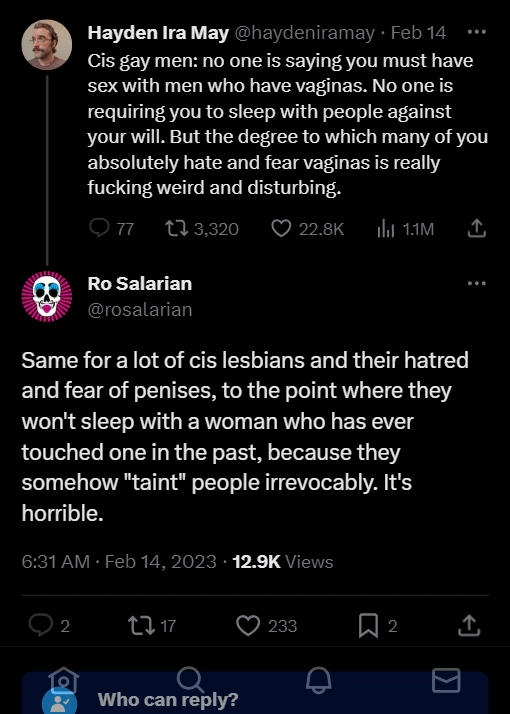 Hayden Ira May @haydeniramay · Feb 14 ···
Cis gay men: no one is saying you must have
sex with men who have vaginas. No one is
requiring you to sleep with people against
your will. But the degree to which many of you
absolutely hate and fear vaginas is really
fucking weird and disturbing.
77 3,320 22.8K 1.1M
Ro Salarian ···
@rosalarian
Same for a lot of cis lesbians and their hatred
and fear of penises, to the point where they
won't sleep with a woman who has ever
touched one in the past, because they
somehow "taint" people irrevocably. It's
horrible.
6:31 AM · Feb 14, 2023 · 12.9K Views
2 17 233 2
Who can reply?